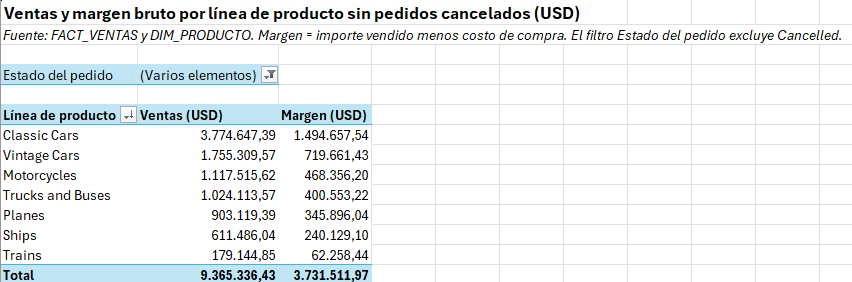 Ventas y margen bruto por línea de producto sin pedidos cancelados (USD)
Fuente: FACT_VENTAS y DIM_PRODUCTO. Margen = importe vendido menos costo de compra. El filtro Estado del pedido excluye Cancelled.
Estado del pedido (Varios elementos)
Línea de producto Ventas (USD) Margen (USD)
Classic Cars 3.774.647,39 1.494.657,54
Vintage Cars 1.755.309,57 719.661,43
Motorcycles 1.117.515,62 468.356,20
Trucks and Buses 1.024.113,57 400.553,22
Planes 903.119,39 345.896,04
Ships 611.486,04 240.129,10
Trains 179.144,85 62.258,44
Total 9.365.336,43 3.731.511,97